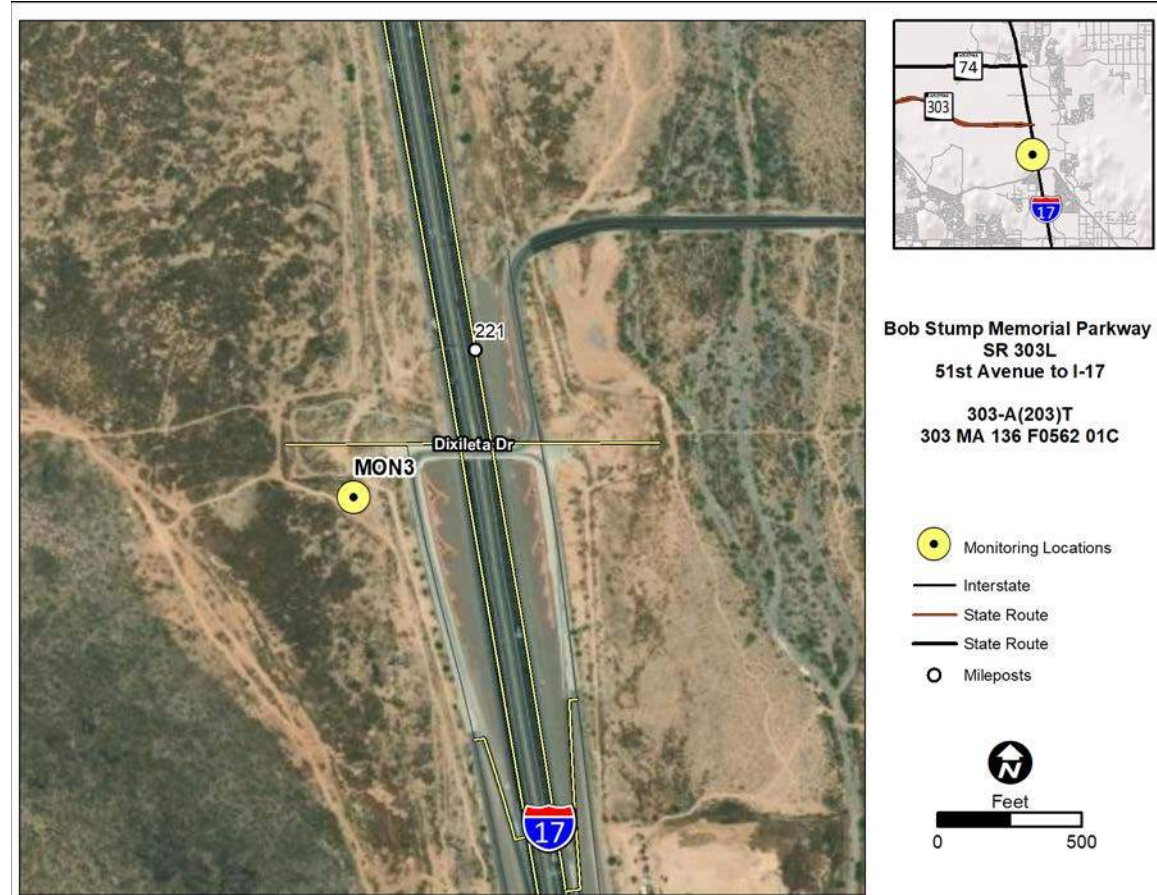 221
Dixileta Dr
MON3
17
74
303
17
Bob Stump Memorial Parkway
SR 303L
51st Avenue to I-17
303-A(203)T
303 MA 136 F0562 01C
Monitoring Locations
Interstate
State Route
State Route
Mileposts
N
Feet
0 500